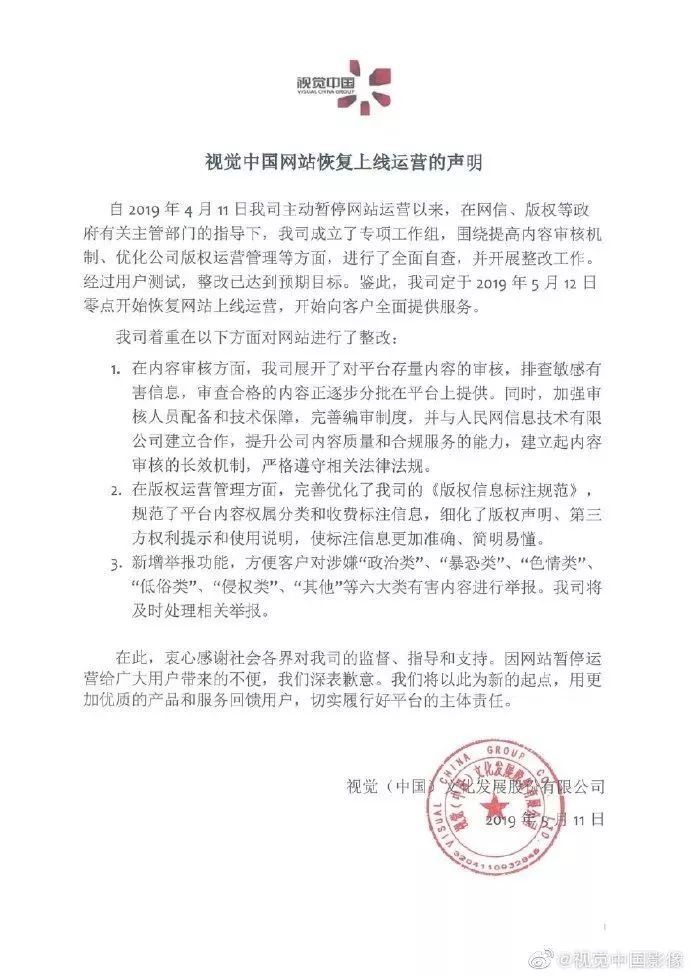 视觉中国
VISUAL CHINA GROUP
视觉中国网站恢复上线运营的声明
自 2019 年 4 月 11 日我司主动暂停网站运营以来，在网信、版权等政
府有关主管部门的指导下，我司成立了专项工作组，围绕提高内容审核机
制、优化公司版权运营管理等方面，进行了全面自查，并开展整改工作。
经过用户测试，整改已达到预期目标。鉴此，我司定于 2019 年 5 月 12 日
零点开始恢复网站上线运营，开始向客户全面提供服务。
我司着重在以下方面对网站进行了整改：
1. 在内容审核方面，我司展开了对平台存量内容的审核，排查敏感有
害信息，审查合格的内容正逐步分批在平台上提供。同时，加强审
核人员配备和技术保障，完善编审制度，并与人民网信息技术有限
公司建立合作，提升公司内容质量和合规服务的能力，建立起内容
审核的长效机制，严格遵守相关法律法规。
2. 在版权运营管理方面，完善优化了我司的《版权信息标注规范》，
规范了平台内容权属分类和收费标注信息，细化了版权声明、第三
方权利提示和使用说明，使标注信息更加准确、简明易懂。
3. 新增举报功能，方便客户对涉嫌“政治类”、“暴恐类”、“色情类”、
“低俗类”、“侵权类”、“其他”等六大类有害内容进行举报。我司将
及时处理相关举报。
在此，衷心感谢社会各界对我司的监督、指导和支持。因网站暂停运
营给广大用户带来的不便，我们深表歉意。我们将以此为新的起点，用更
加优质的产品和服务回馈用户，切实履行好平台的主体责任。
视觉（中国）文化发展股份有限公司
2019 年 5 月 11 日
VISUAL CHINA GROUP CO.,LTD.
视觉（中国）文化发展股份有限公司
1
@视觉中国影像